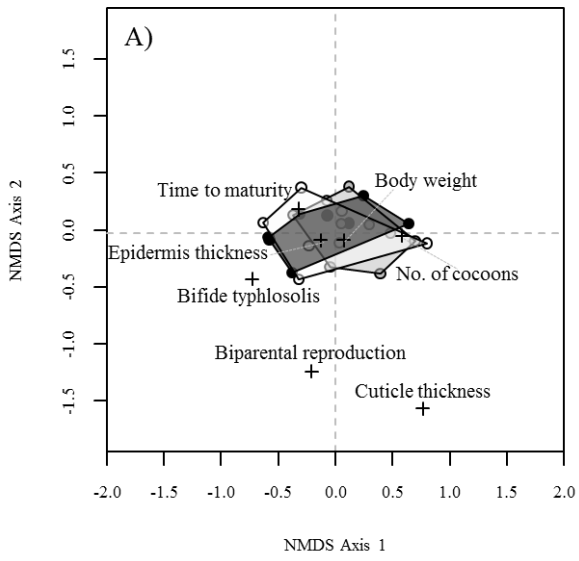 A)
1.5
1.0
0.5
0.0
-0.5
-1.0
-1.5
NMDS Axis 2
Body weight
Time to maturity
Epidermis thickness
No. of cocoons
Bifide typhlosolis
Biparental reproduction
Cuticle thickness
-2.0 -1.5 -1.0 -0.5 0.0 0.5 1.0 1.5 2.0
NMDS Axis 1